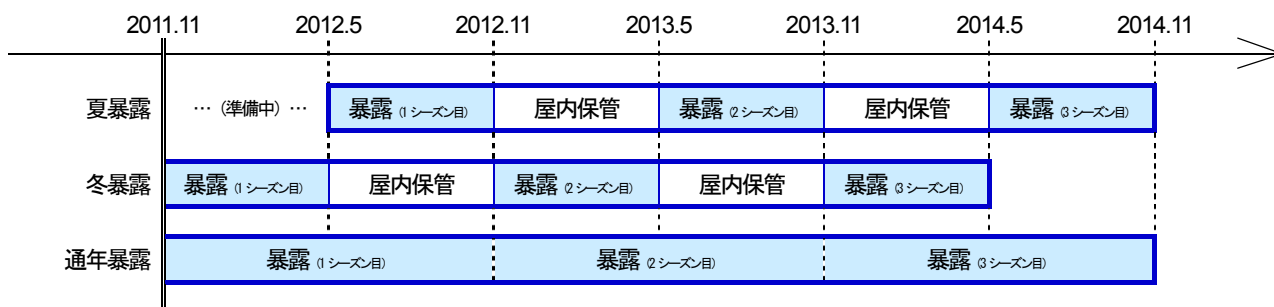 2011.11 2012.5 2012.11 2013.5 2013.11 2014.5 2014.11
夏暴露 … (準備中) … 暴露 (1シーズン目) 屋内保管 暴露 (2シーズン目) 屋内保管 暴露 (3シーズン目)
冬暴露 暴露 (1シーズン目) 屋内保管 暴露 (2シーズン目) 屋内保管 暴露 (3シーズン目)
通年暴露 暴露 (1シーズン目) 暴露 (2シーズン目) 暴露 (3シーズン目)